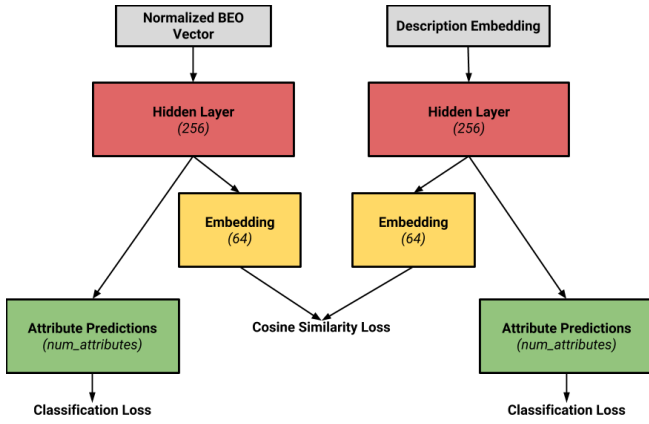 Normalized BEO
Vector
Description Embedding
Hidden Layer
(256)
Hidden Layer
(256)
Embedding
(64)
Embedding
(64)
Attribute Predictions
(num_attributes)
Cosine Similarity Loss
Attribute Predictions
(num_attributes)
Classification Loss
Classification Loss